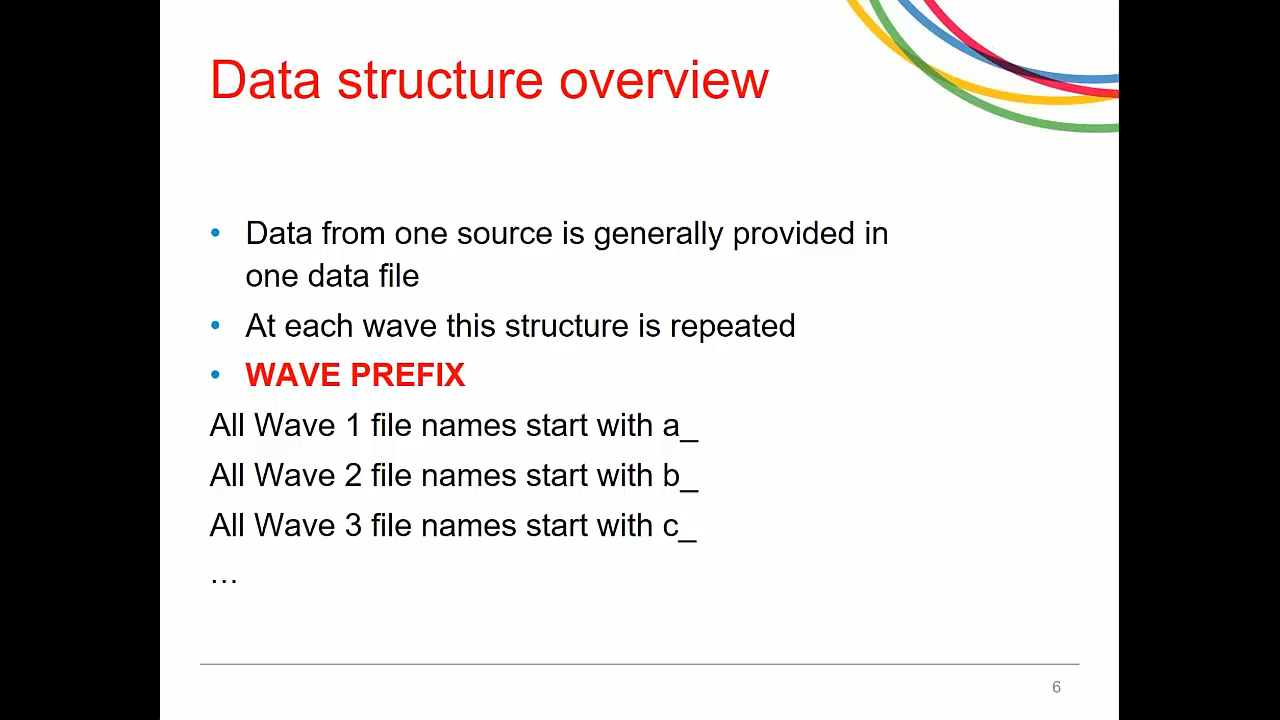 Data structure overview
• Data from one source is generally provided in
one data file
• At each wave this structure is repeated
• WAVE PREFIX
All Wave 1 file names start with a_
All Wave 2 file names start with b_
All Wave 3 file names start with c_
…
6